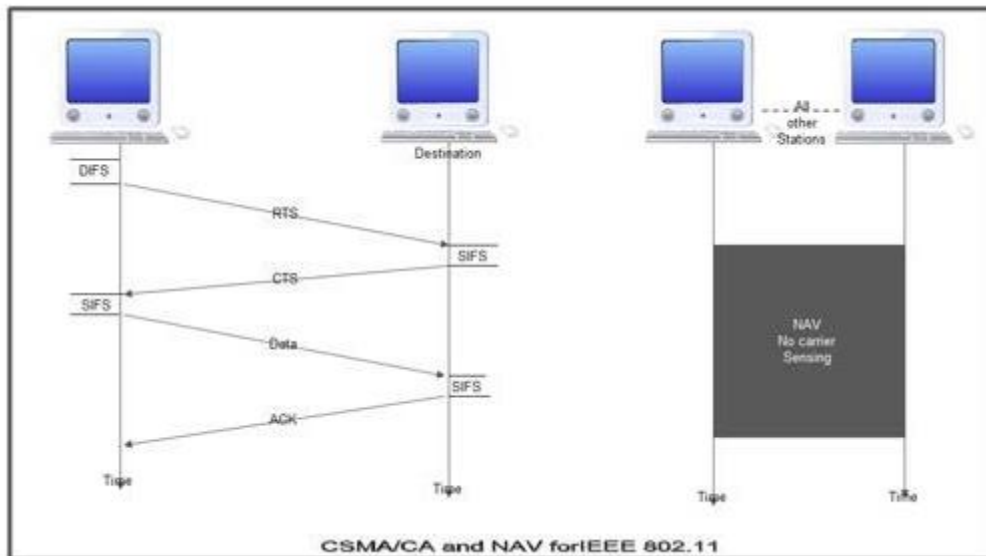 All
other
Stations
Destination
DIFS
RTS
SIFS
CTS
SIFS
Data
SIFS
ACK
NAV
No carrier
Sensing
Time
Time
Time
Time
CSMA/CA and NAV forIEEE 802.11